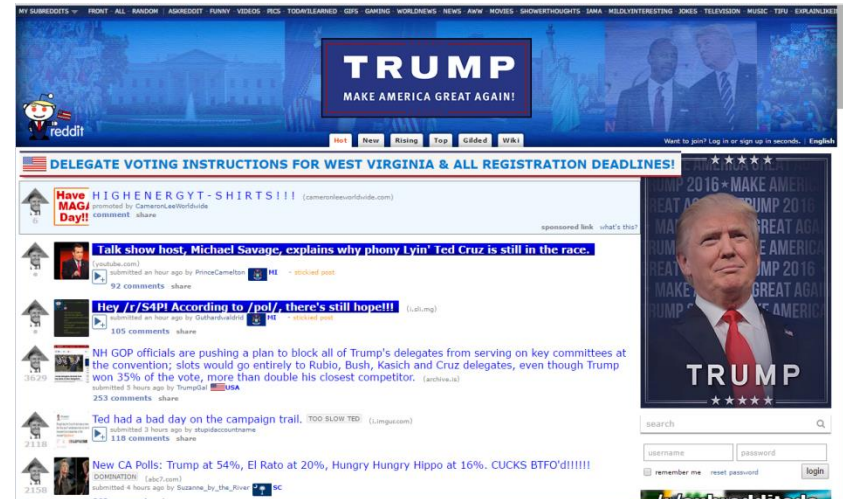 MY SUBREDDITS FRONT - ALL - RANDOM | ASKREDDIT - FUNNY - VIDEOS - PICS - TODAYILEARNED - GIFS - GAMING - WORLDNEWS - NEWS - AWW - MOVIES - SHOWERTHOUGHTS - IAMA - MILDLYINTERESTING - JOKES - TELEVISION - MUSIC - TIFU - EXPLAINLIKEI
TRUMP
MAKE AMERICA GREAT AGAIN!
reddit
Hot New Rising Top Gilded Wiki
Want to join? Log in or sign up in seconds. | English
DELEGATE VOTING INSTRUCTIONS FOR WEST VIRGINIA & ALL REGISTRATION DEADLINES!
Have MAGA Day!!
6
H I G H E N E R G Y T - S H I R T S ! ! ! (cameronleeworldwide.com)
promoted by CameronLeeWorldwide
comment share
sponsored link what's this?
Talk show host, Michael Savage, explains why phony Lyin' Ted Cruz is still in the race.
(youtube.com)
submitted an hour ago by PrinceCamelton MI - stickied post
92 comments share
Hey /r/S4P! According to /pol/, there's still hope!!! (i.sli.mg)
submitted an hour ago by Guthardvaldrid MI - stickied post
105 comments share
3629
NH GOP officials are pushing a plan to block all of Trump's delegates from serving on key committees at
the convention; slots would go entirely to Rubio, Bush, Kasich and Cruz delegates, even though Trump
won 35% of the vote, more than double his closest competitor. (archive.is)
submitted 5 hours ago by TrumpGal USA
253 comments share
2118
Ted had a bad day on the campaign trail. TOO SLOW TED (i.imgur.com)
submitted 3 hours ago by stupidaccountname
118 comments share
2158
New CA Polls: Trump at 54%, El Rato at 20%, Hungry Hungry Hippo at 16%. CUCKS BTFO'd!!!!!!
DOMINATION (abc7.com)
submitted 4 hours ago by Suzanne_by_the_River SC
TRUMP
search
username password
remember me reset password login